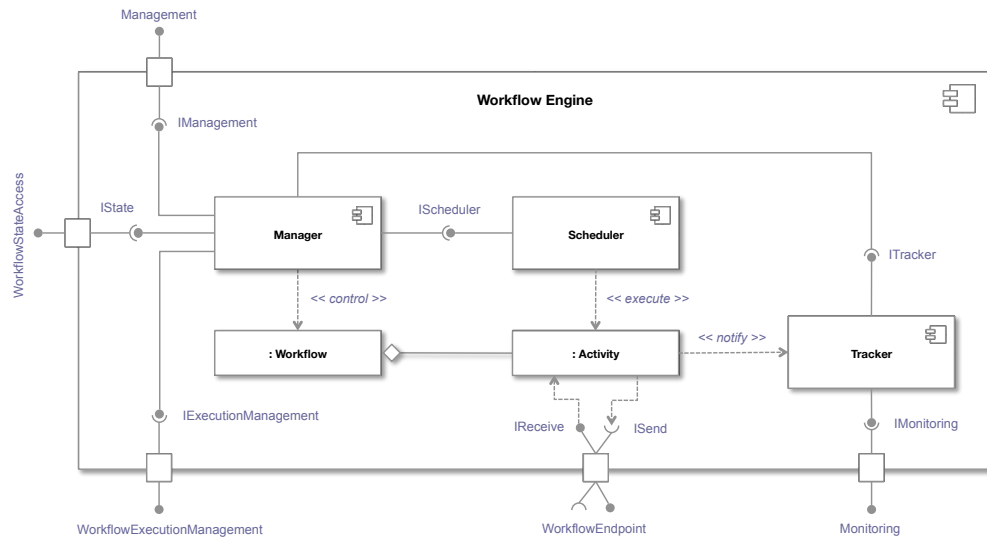 Management
Workflow Engine
IManagement
WorkflowStateAccess
IState
IScheduler
Manager
Scheduler
ITracker
<< control >>
<< execute >>
<< notify >>
: Workflow
: Activity
Tracker
IExecutionManagement
IReceive
ISend
IMonitoring
WorkflowExecutionManagement
WorkflowEndpoint
Monitoring